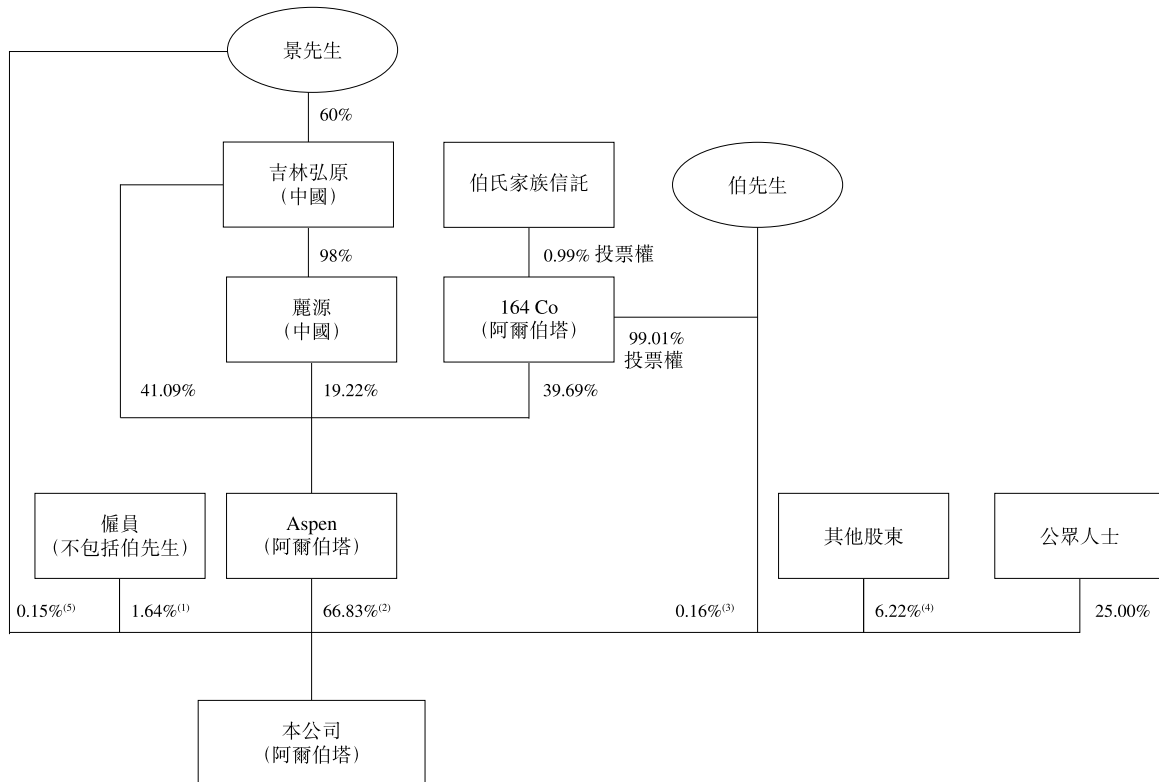 景先生
60%
吉林弘原
（中國）
伯氏家族信託
伯先生
98%
0.99% 投票權
麗源
（中國）
164 Co
（阿爾伯塔）
99.01%
投票權
41.09%
19.22%
39.69%
僱員
（不包括伯先生）
Aspen
（阿爾伯塔）
其他股東
公眾人士
0.15%(5)
1.64%(1)
66.83%(2)
0.16%(3)
6.22%(4)
25.00%
本公司
（阿爾伯塔）